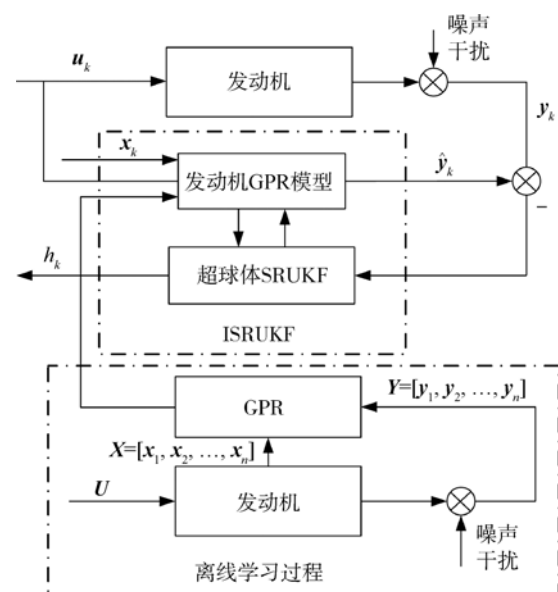 噪声
干扰
u_k
发动机
y_k
x_k
发动机GPR模型
ŷ_k
−
h_k
超球体SRUKF
ISRUKF
GPR
Y=[y_1, y_2, …, y_n]
X=[x_1, x_2, …, x_n]
U
发动机
噪声
干扰
离线学习过程